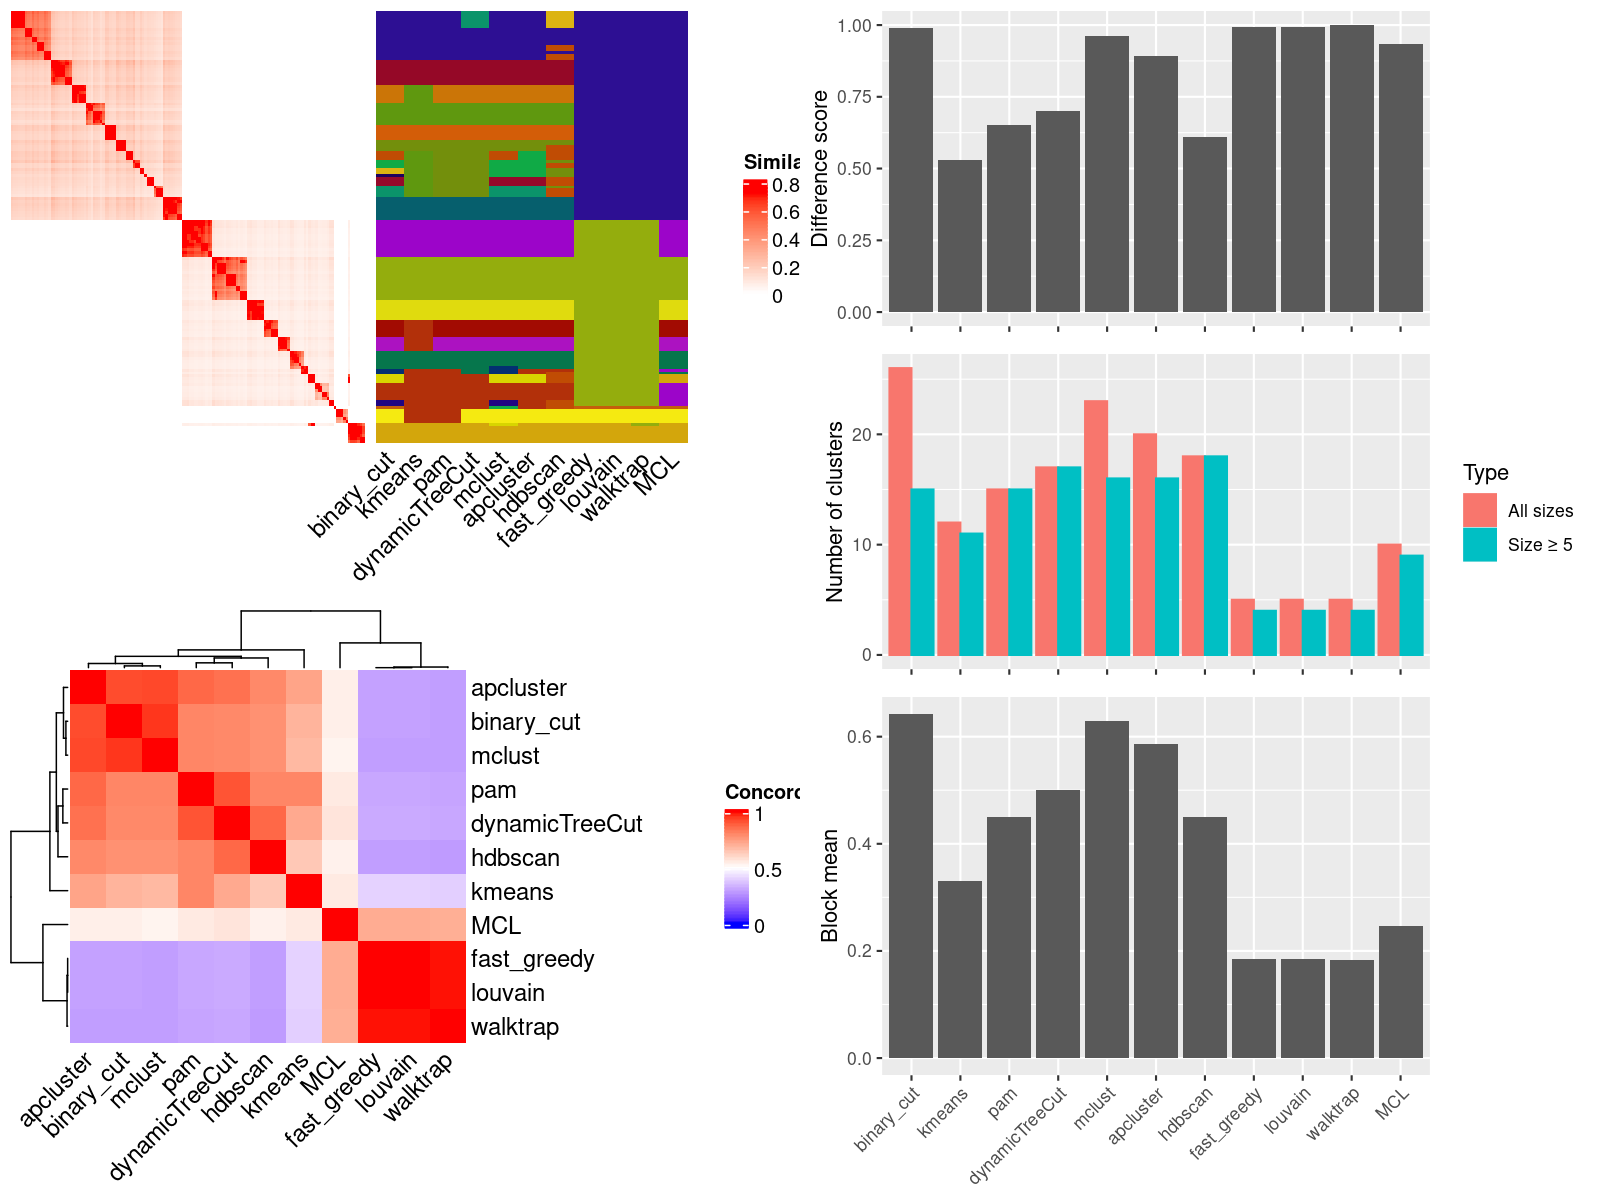 Simila
0.8
0.6
0.4
0.2
0
binary_cut
kmeans
pam
dynamicTreeCut
mclust
apcluster
hdbscan
fast_greedy
louvain
walktrap
MCL
apcluster
binary_cut
mclust
pam
dynamicTreeCut
hdbscan
kmeans
MCL
fast_greedy
louvain
walktrap
Concord
1
0.5
0
apcluster
binary_cut
mclust
pam
dynamicTreeCut
hdbscan
kmeans
MCL
fast_greedy
louvain
walktrap
Difference score
1.00
0.75
0.50
0.25
0.00
Number of clusters
20
10
0
Type
All sizes
Size ≥ 5
Block mean
0.6
0.4
0.2
0.0
binary_cut
kmeans
pam
dynamicTreeCut
mclust
apcluster
hdbscan
fast_greedy
louvain
walktrap
MCL